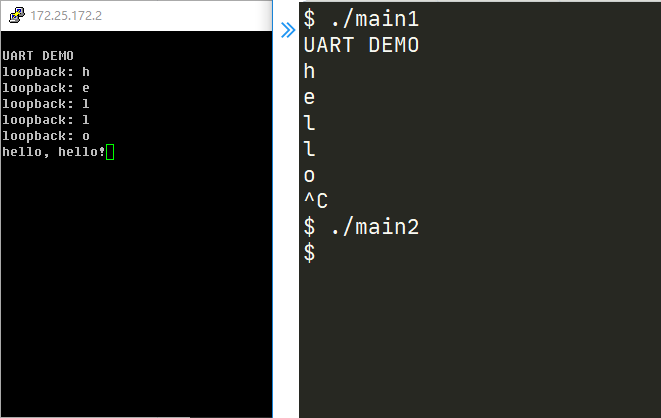 172.25.172.2
UART DEMO
loopback: h
loopback: e
loopback: l
loopback: l
loopback: o
hello, hello!
$ ./main1
UART DEMO
h
e
l
l
o
^C
$ ./main2
$